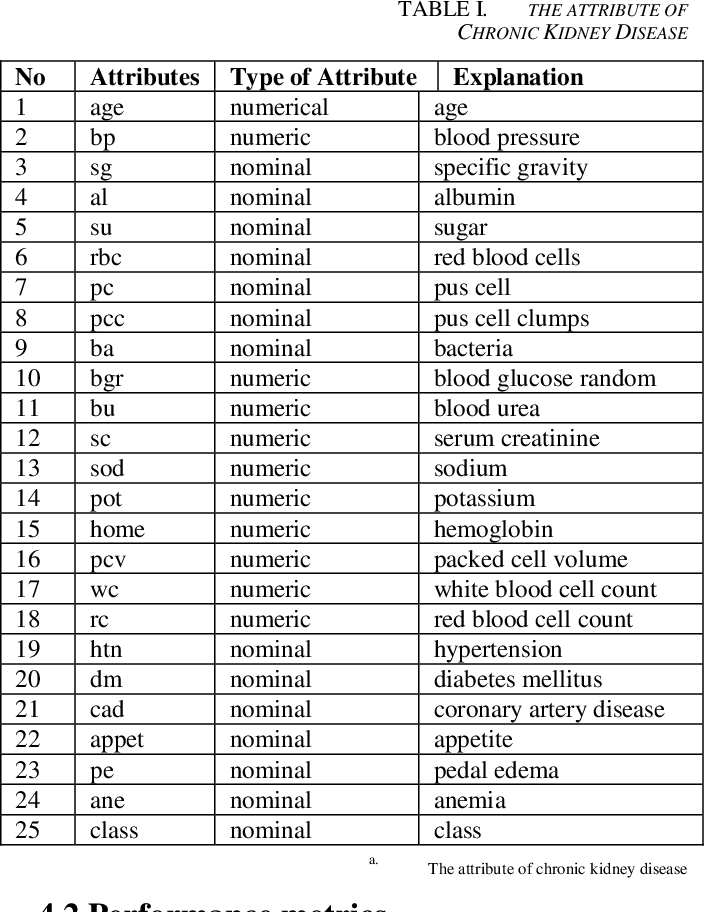 TABLE I. THE ATTRIBUTE OF
CHRONIC KIDNEY DISEASE
No Attributes Type of Attribute Explanation
1 age numerical age
2 bp numeric blood pressure
3 sg nominal specific gravity
4 al nominal albumin
5 su nominal sugar
6 rbc nominal red blood cells
7 pc nominal pus cell
8 pcc nominal pus cell clumps
9 ba nominal bacteria
10 bgr numeric blood glucose random
11 bu numeric blood urea
12 sc numeric serum creatinine
13 sod numeric sodium
14 pot numeric potassium
15 home numeric hemoglobin
16 pcv numeric packed cell volume
17 wc numeric white blood cell count
18 rc numeric red blood cell count
19 htn nominal hypertension
20 dm nominal diabetes mellitus
21 cad nominal coronary artery disease
22 appet nominal appetite
23 pe nominal pedal edema
24 ane nominal anemia
25 class nominal class
a. The attribute of chronic kidney disease
4.2 Performance metrics